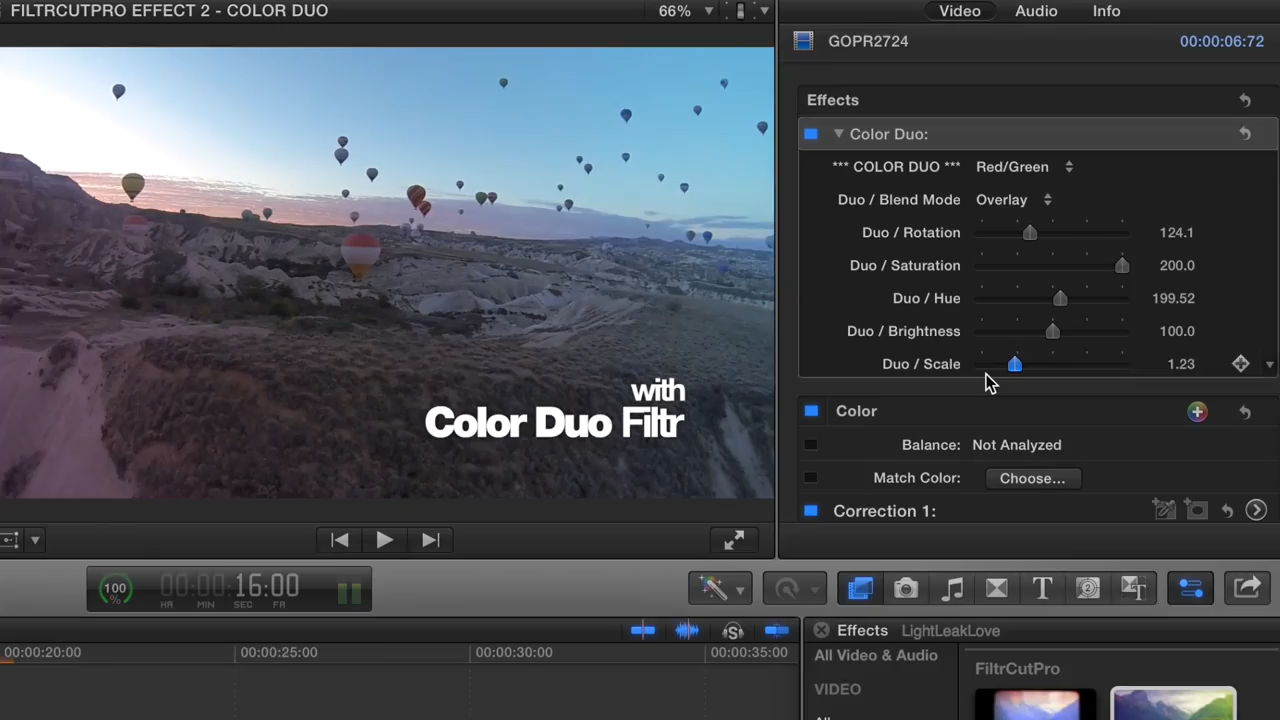 FILTRCUTPRO EFFECT 2 - COLOR DUO
66%
Video
Audio
Info
GOPR2724
00:00:06:72
Effects
Color Duo:
*** COLOR DUO *** Red/Green
Duo / Blend Mode Overlay
Duo / Rotation 124.1
Duo / Saturation 200.0
Duo / Hue 199.52
Duo / Brightness 100.0
Duo / Scale 1.23
with
Color Duo Filtr
Color
Balance: Not Analyzed
Match Color: Choose...
Correction 1:
100
%
00:00:16:00
HR MIN SEC FR
T
2
T
S
00:00:20:00
00:00:25:00
00:00:30:00
00:00:35:00
Effects LightLeakLove
All Video & Audio
VIDEO
FiltrCutPro